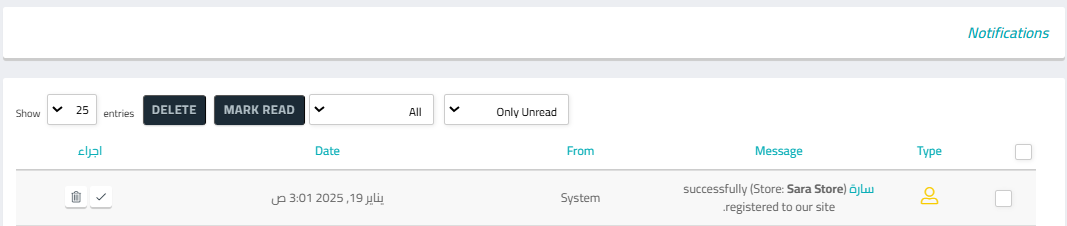 Notifications
Show 25 entries DELETE MARK READ All Only Unread
Type Message From Date اجراء
سارة (Store: Sara Store) successfully System يناير 19, 2025 3:01 ص
registered to our site.